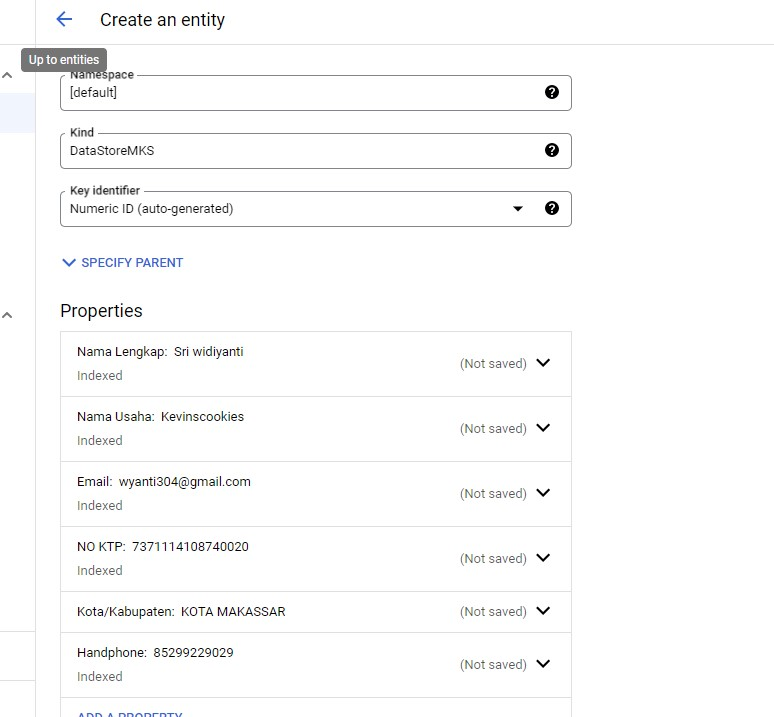 Create an entity
Up to entities
Namespace
[default]
Kind
DataStoreMKS
Key identifier
Numeric ID (auto-generated)
SPECIFY PARENT
Properties
Nama Lengkap: Sri widiyanti
(Not saved)
Indexed
Nama Usaha: Kevinscookies
(Not saved)
Indexed
Email: wyanti304@gmail.com
(Not saved)
Indexed
NO KTP: 7371114108740020
(Not saved)
Indexed
Kota/Kabupaten: KOTA MAKASSAR
(Not saved)
Handphone: 85299229029
(Not saved)
Indexed
ADD A PROPERTY